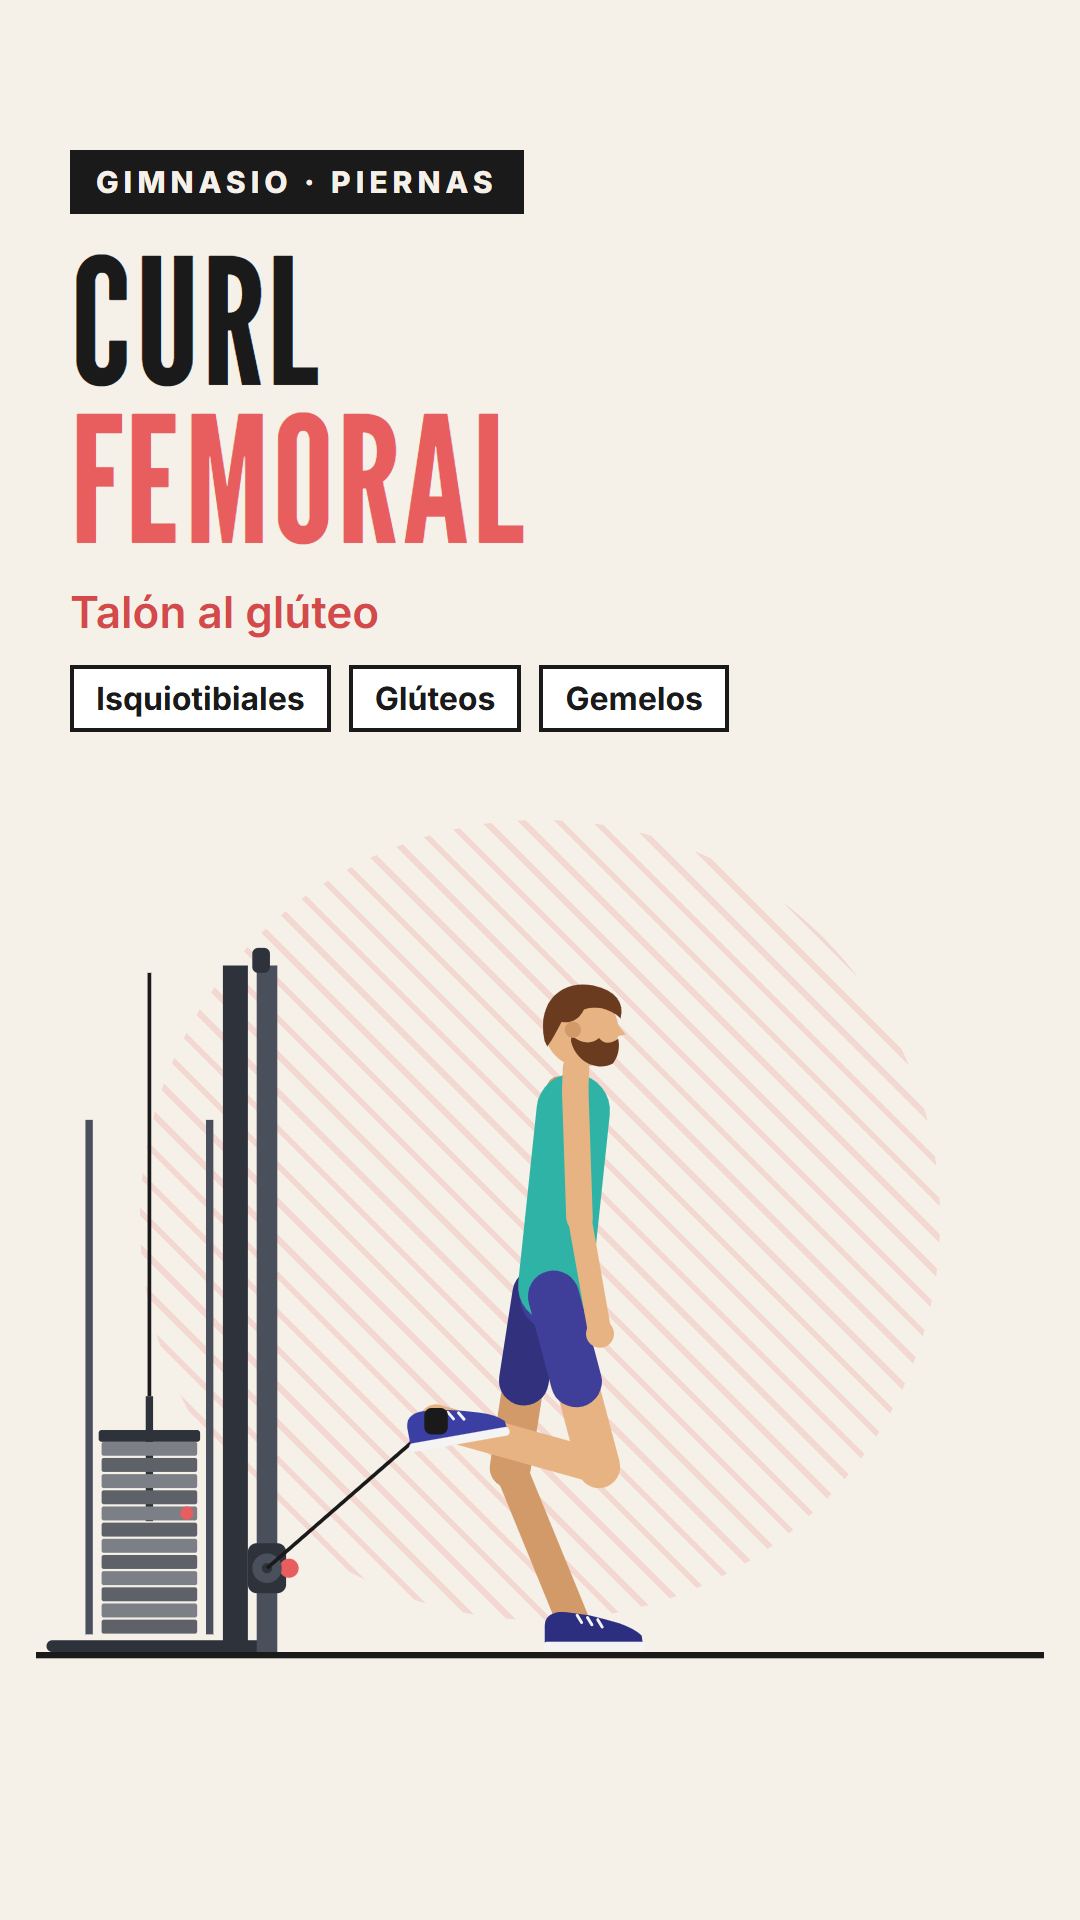 GIMNASIO · PIERNAS
CURL
FEMORAL
Talón al glúteo
Isquiotibiales Glúteos Gemelos